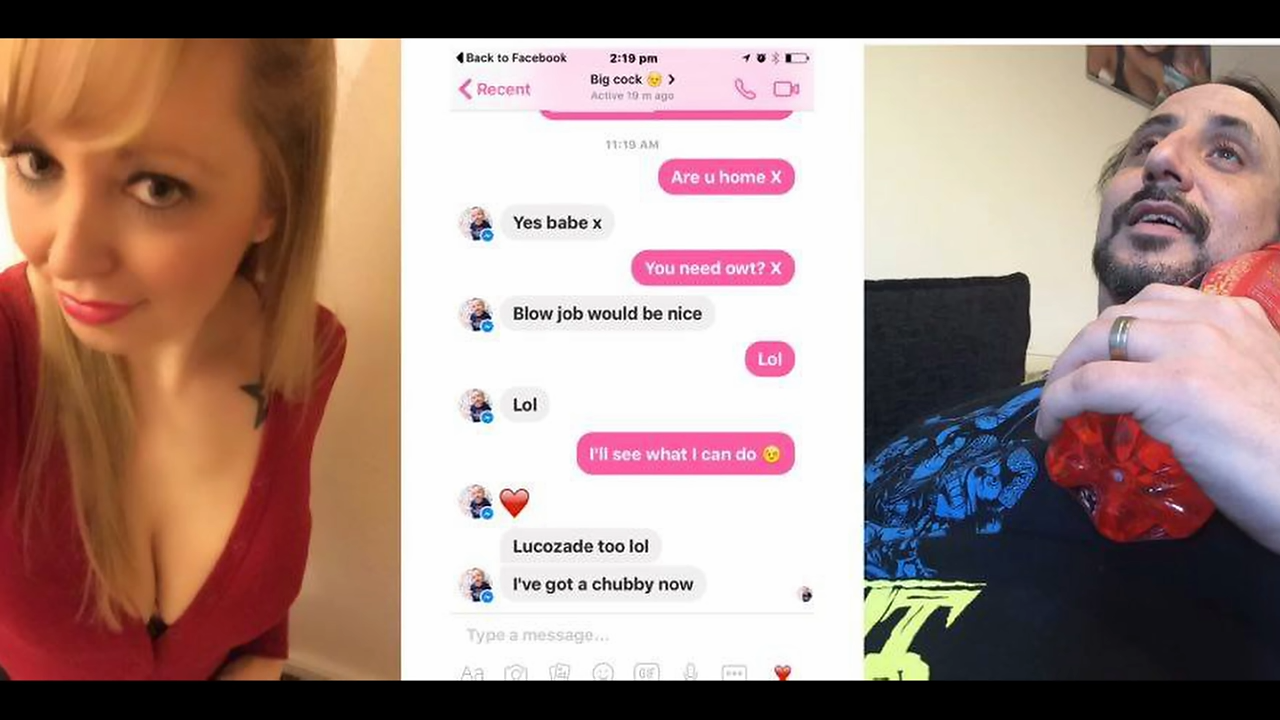 Back to Facebook
2:19 pm
Big cock 😉 >
Recent
Active 19 m ago
11:19 AM
Are u home X
Yes babe x
You need owt? X
Blow job would be nice
Lol
Lol
I'll see what I can do 😉
Lucozade too lol
I've got a chubby now
Type a message...
Aa
GIF